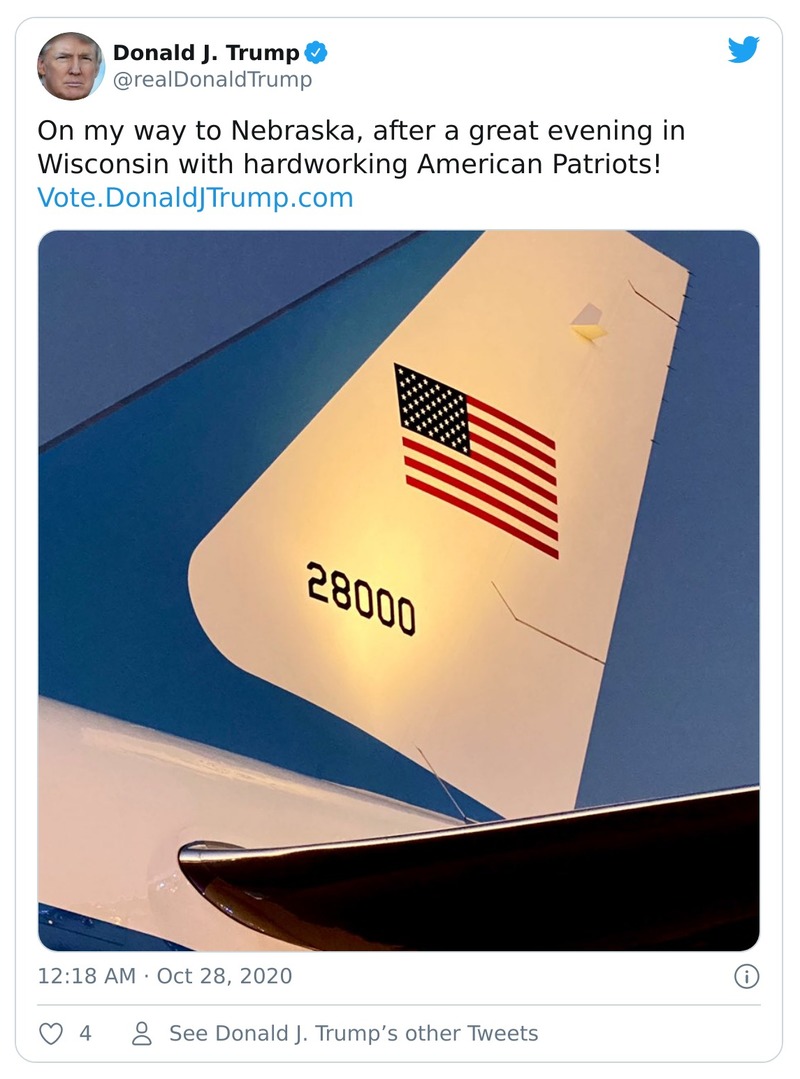 Donald J. Trump
@realDonaldTrump
On my way to Nebraska, after a great evening in
Wisconsin with hardworking American Patriots!
Vote.DonaldJTrump.com
28000
12:18 AM · Oct 28, 2020
4
See Donald J. Trump’s other Tweets